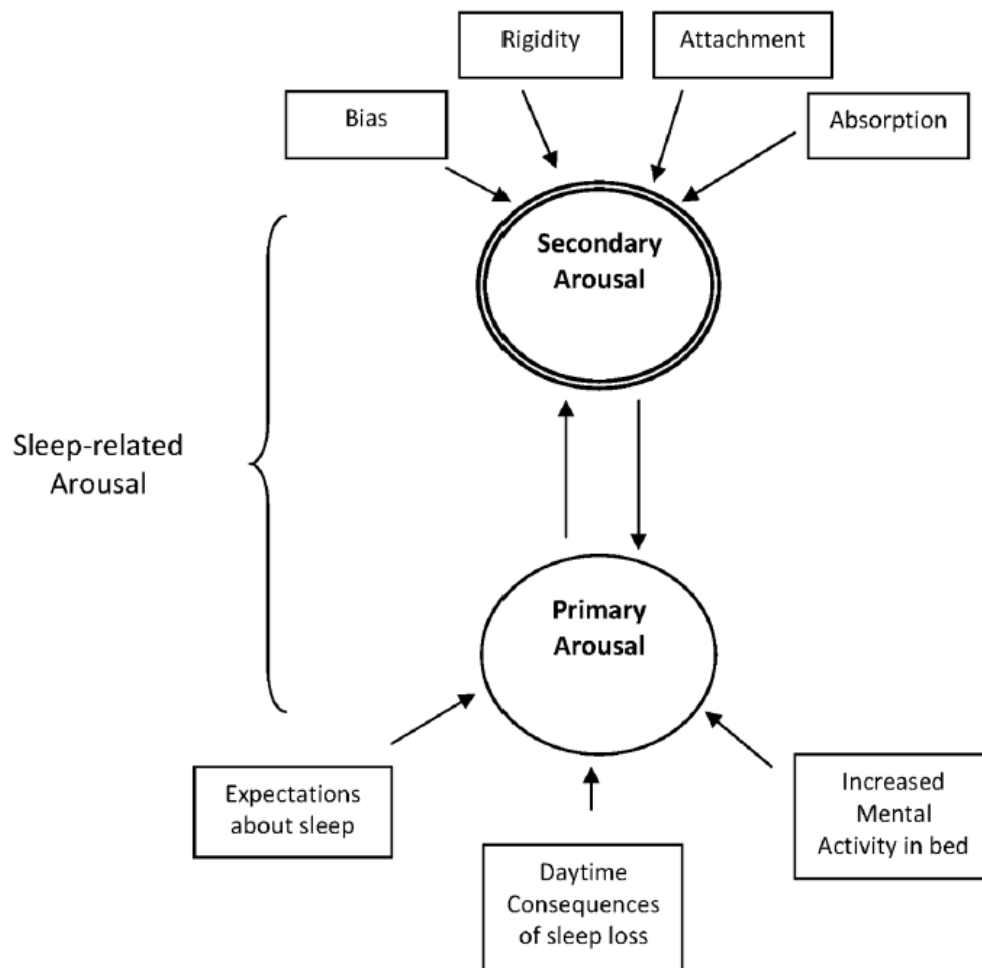 Rigidity
Attachment
Bias
Absorption
Secondary
Arousal
Sleep-related
Arousal
Primary
Arousal
Expectations
about sleep
Daytime
Consequences
of sleep loss
Increased
Mental
Activity in bed